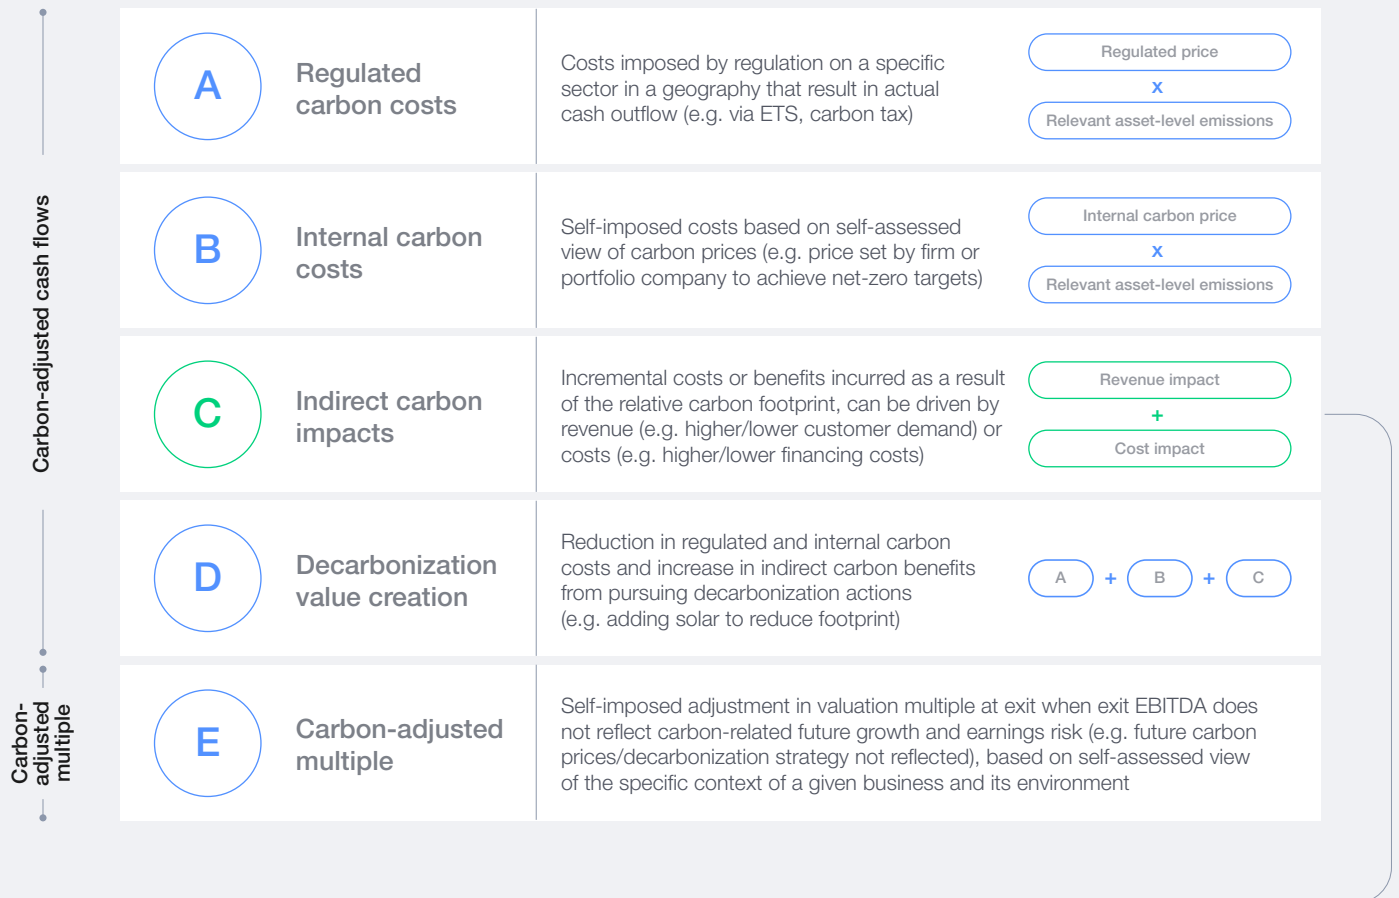 Carbon-adjusted cash flows
A
Regulated
carbon costs
Costs imposed by regulation on a specific
sector in a geography that result in actual
cash outflow (e.g. via ETS, carbon tax)
Regulated price
x
Relevant asset-level emissions
B
Internal carbon
costs
Self-imposed costs based on self-assessed
view of carbon prices (e.g. price set by firm or
portfolio company to achieve net-zero targets)
Internal carbon price
x
Relevant asset-level emissions
C
Indirect carbon
impacts
Incremental costs or benefits incurred as a result
of the relative carbon footprint, can be driven by
revenue (e.g. higher/lower customer demand) or
costs (e.g. higher/lower financing costs)
Revenue impact
+
Cost impact
D
Decarbonization
value creation
Reduction in regulated and internal carbon
costs and increase in indirect carbon benefits
from pursuing decarbonization actions
(e.g. adding solar to reduce footprint)
A + B + C
Carbon-
adjusted
multiple
E
Carbon-adjusted
multiple
Self-imposed adjustment in valuation multiple at exit when exit EBITDA does
not reflect carbon-related future growth and earnings risk (e.g. future carbon
prices/decarbonization strategy not reflected), based on self-assessed view
of the specific context of a given business and its environment